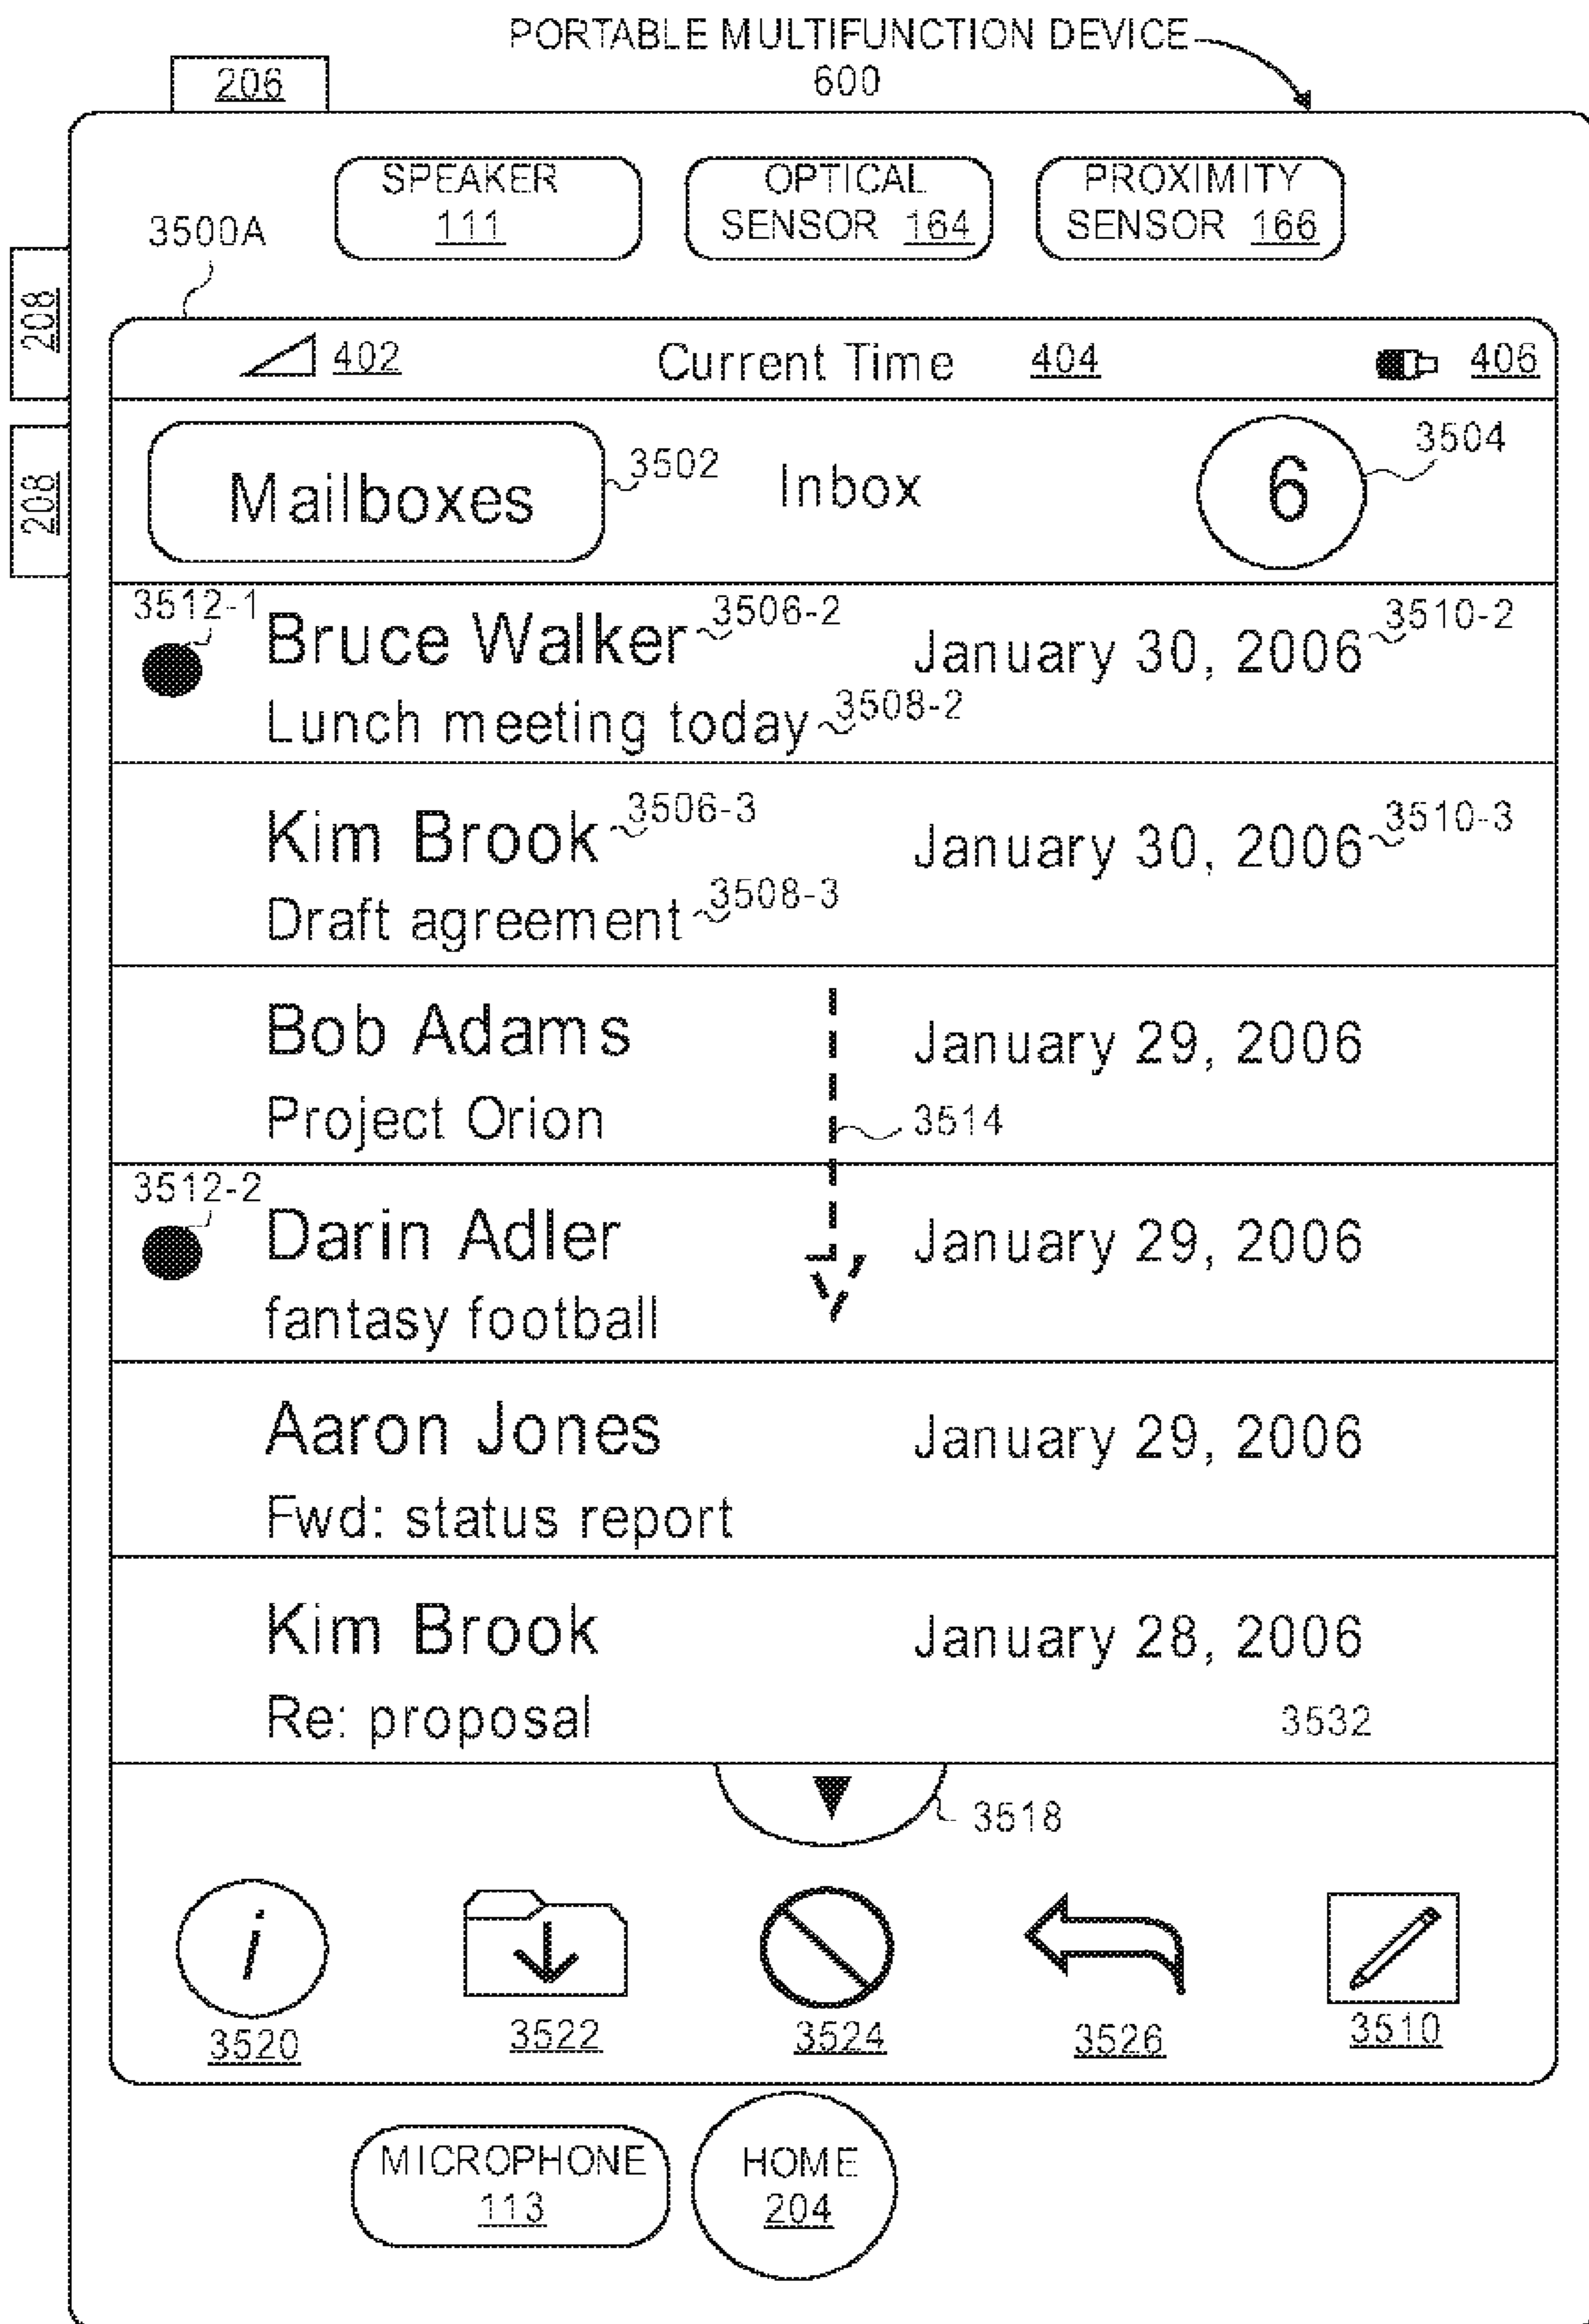 PORTABLE MULTIFUNCTION DEVICE
600
206
SPEAKER
111
OPTICAL
SENSOR 164
PROXIMITY
SENSOR 166
3500A
208
208
402 Current Time 404 406
Mailboxes 3502 Inbox 6 3504
3512-1 Bruce Walker 3506-2 January 30, 2006 3510-2
Lunch meeting today 3508-2
Kim Brook 3506-3 January 30, 2006 3510-3
Draft agreement 3508-3
Bob Adams January 29, 2006
Project Orion 3514
3512-2 Darin Adler January 29, 2006
fantasy football
Aaron Jones January 29, 2006
Fwd: status report
Kim Brook January 28, 2006
Re: proposal 3532
3518
i
3520 3522 3524 3526 3510
MICROPHONE
113
HOME
204